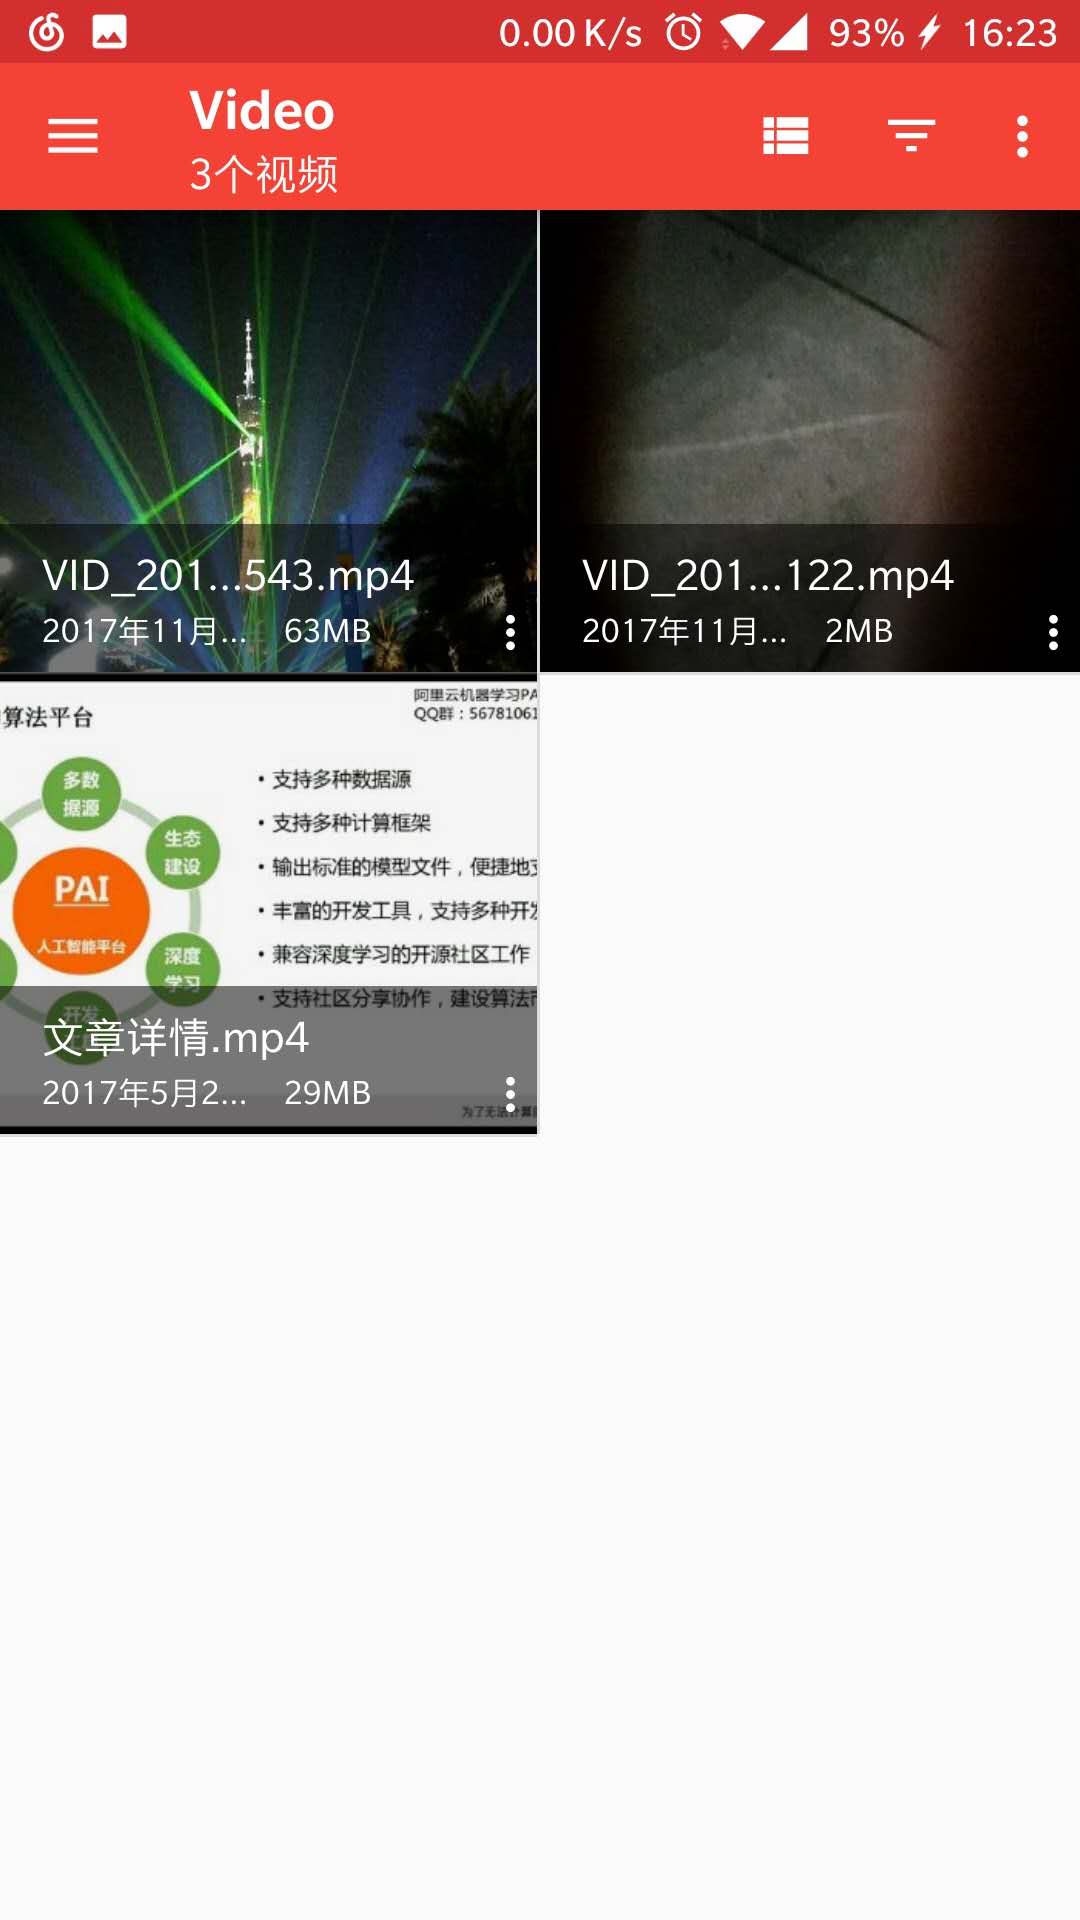 0.00 K/s 93% 16:23
Video
3个视频
VID_201...543.mp4
2017年11月... 63MB
VID_201...122.mp4
2017年11月... 2MB
算法平台
阿里云机器学习PA
QQ群：56781061
多数
据源
生态
建设
PAI
人工智能平台
深度
学习
开发
• 支持多种数据源
• 支持多种计算框架
• 输出标准的模型文件，便捷地支
• 丰富的开发工具，支持多种开发
• 兼容深度学习的开源社区工作
• 支持社区分享协作，建设算法市
文章详情.mp4
2017年5月2... 29MB
为了无法计算的